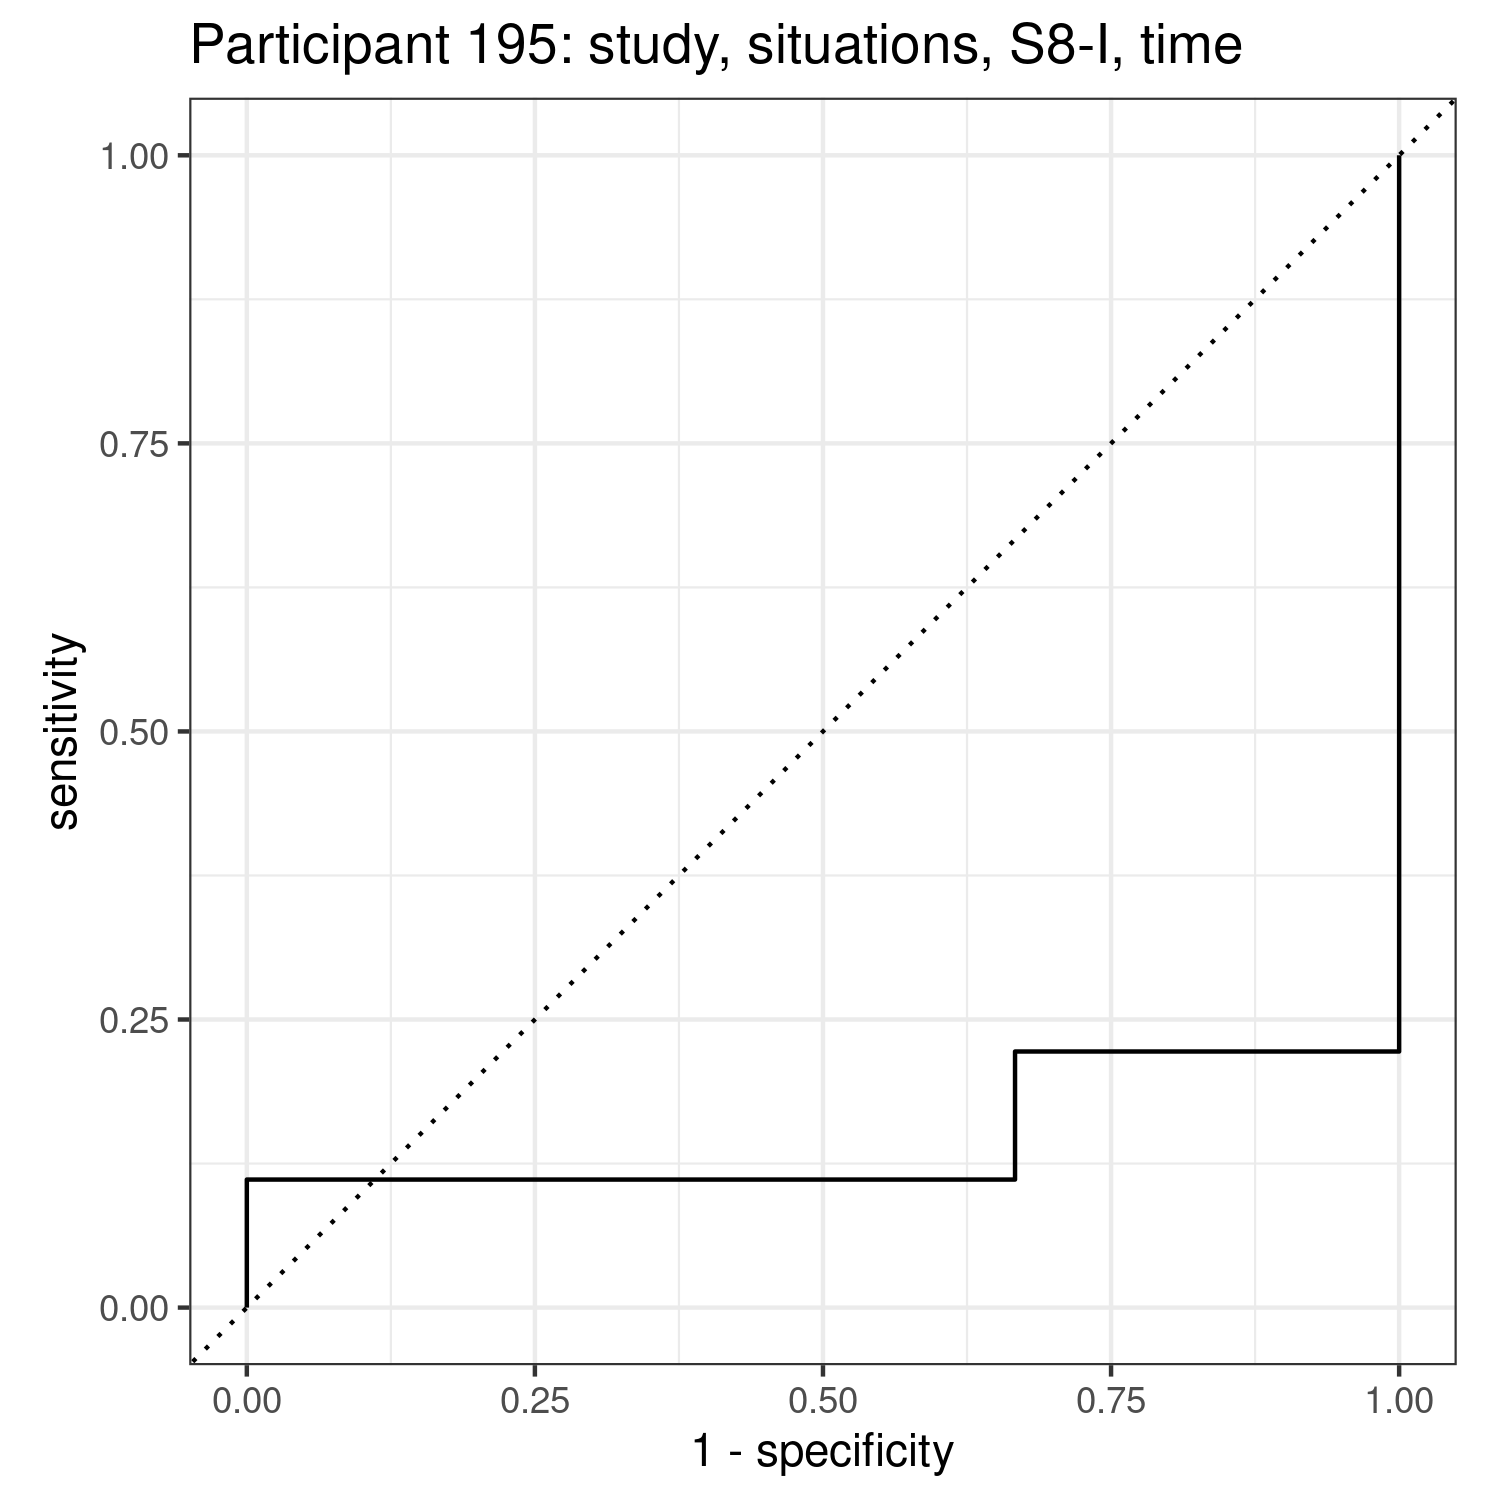 Participant 195: study, situations, S8-I, time
1.00
0.75
0.50
0.25
0.00
sensitivity
0.00 0.25 0.50 0.75 1.00
1 - specificity